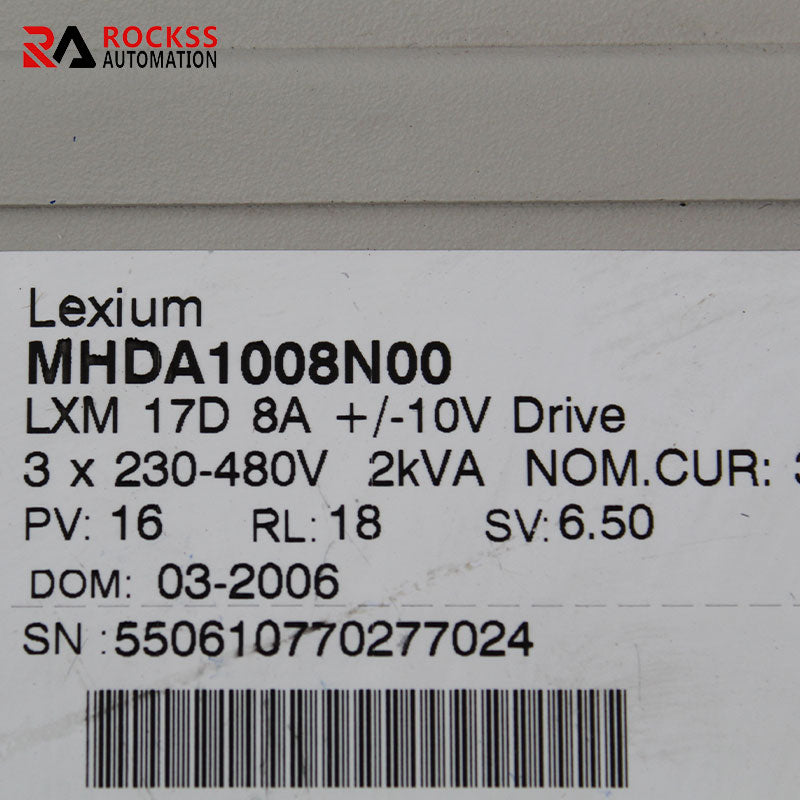 RA ROCKSS
AUTOMATION
Lexium
MHDA1008N00
LXM 17D 8A +/-10V Drive
3 x 230-480V 2kVA NOM.CUR:
PV: 16 RL: 18 SV: 6.50
DOM: 03-2006
SN : 550610770277024